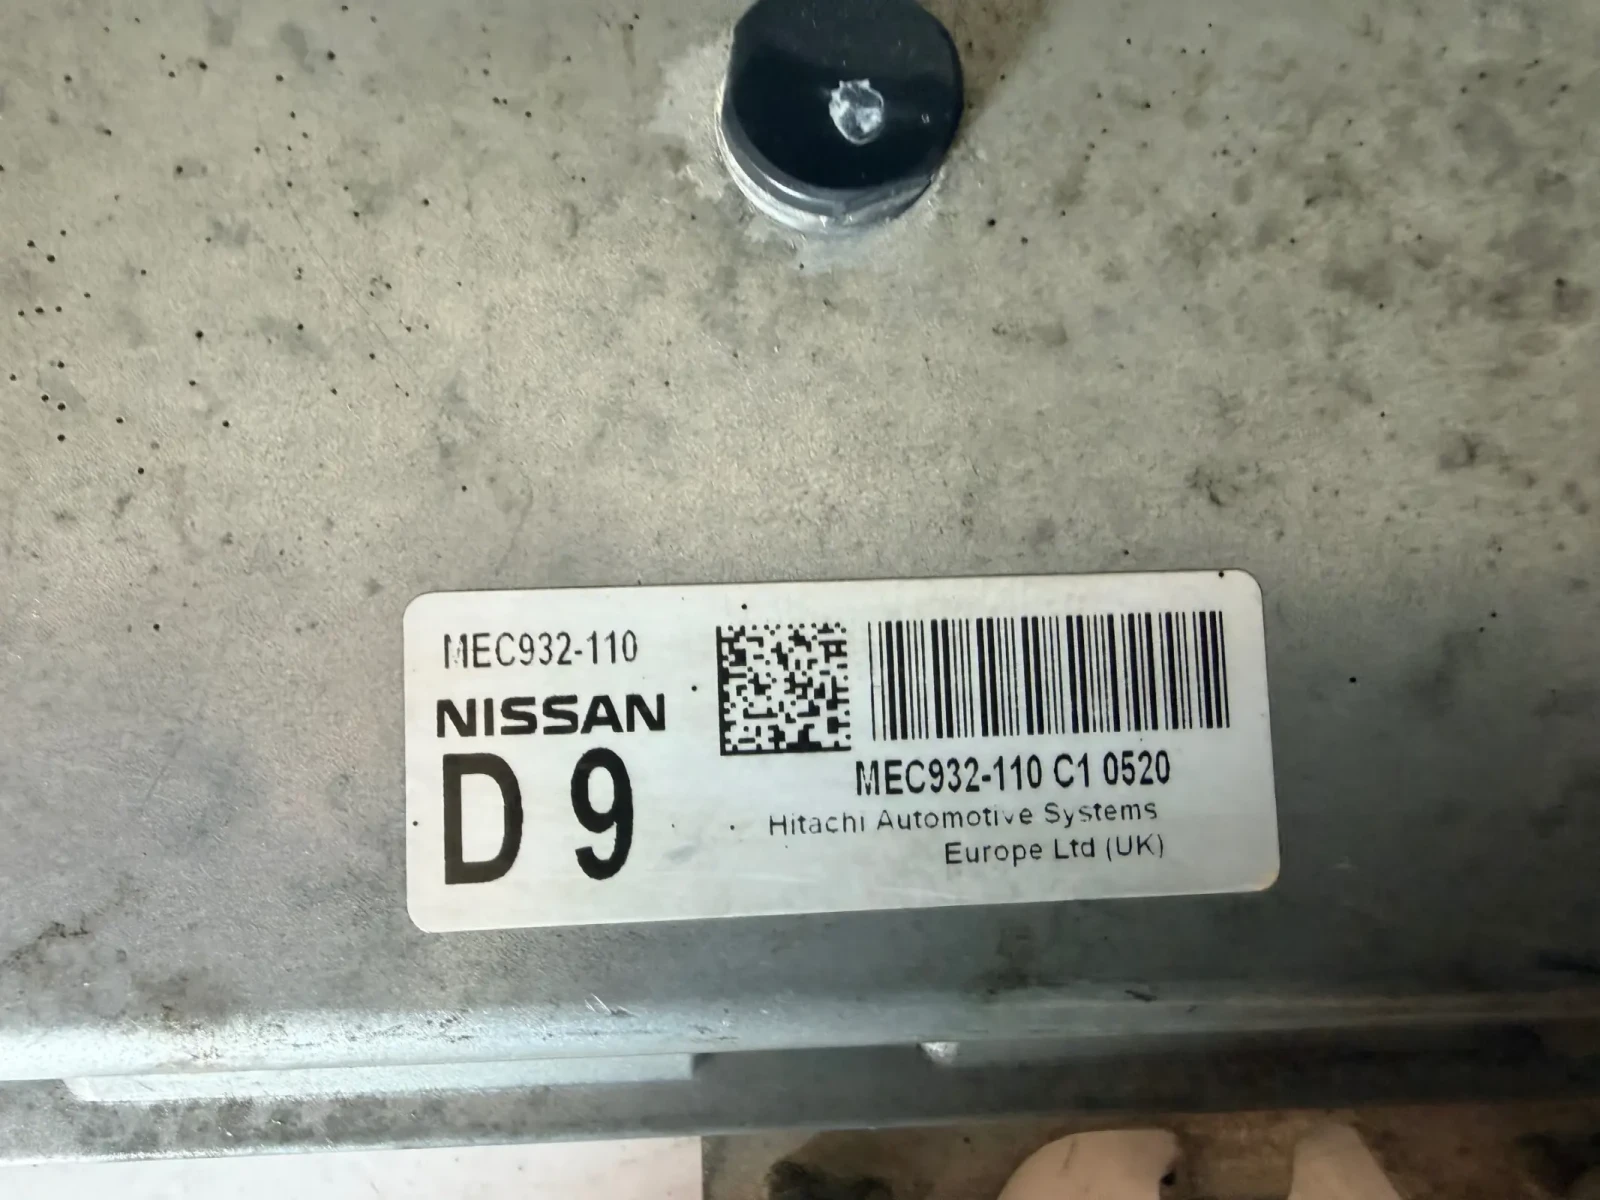 MEC932-110
NISSAN
D 9
MEC932-110 C1 0520
Hitachi Automotive Systems
Europe Ltd (UK)